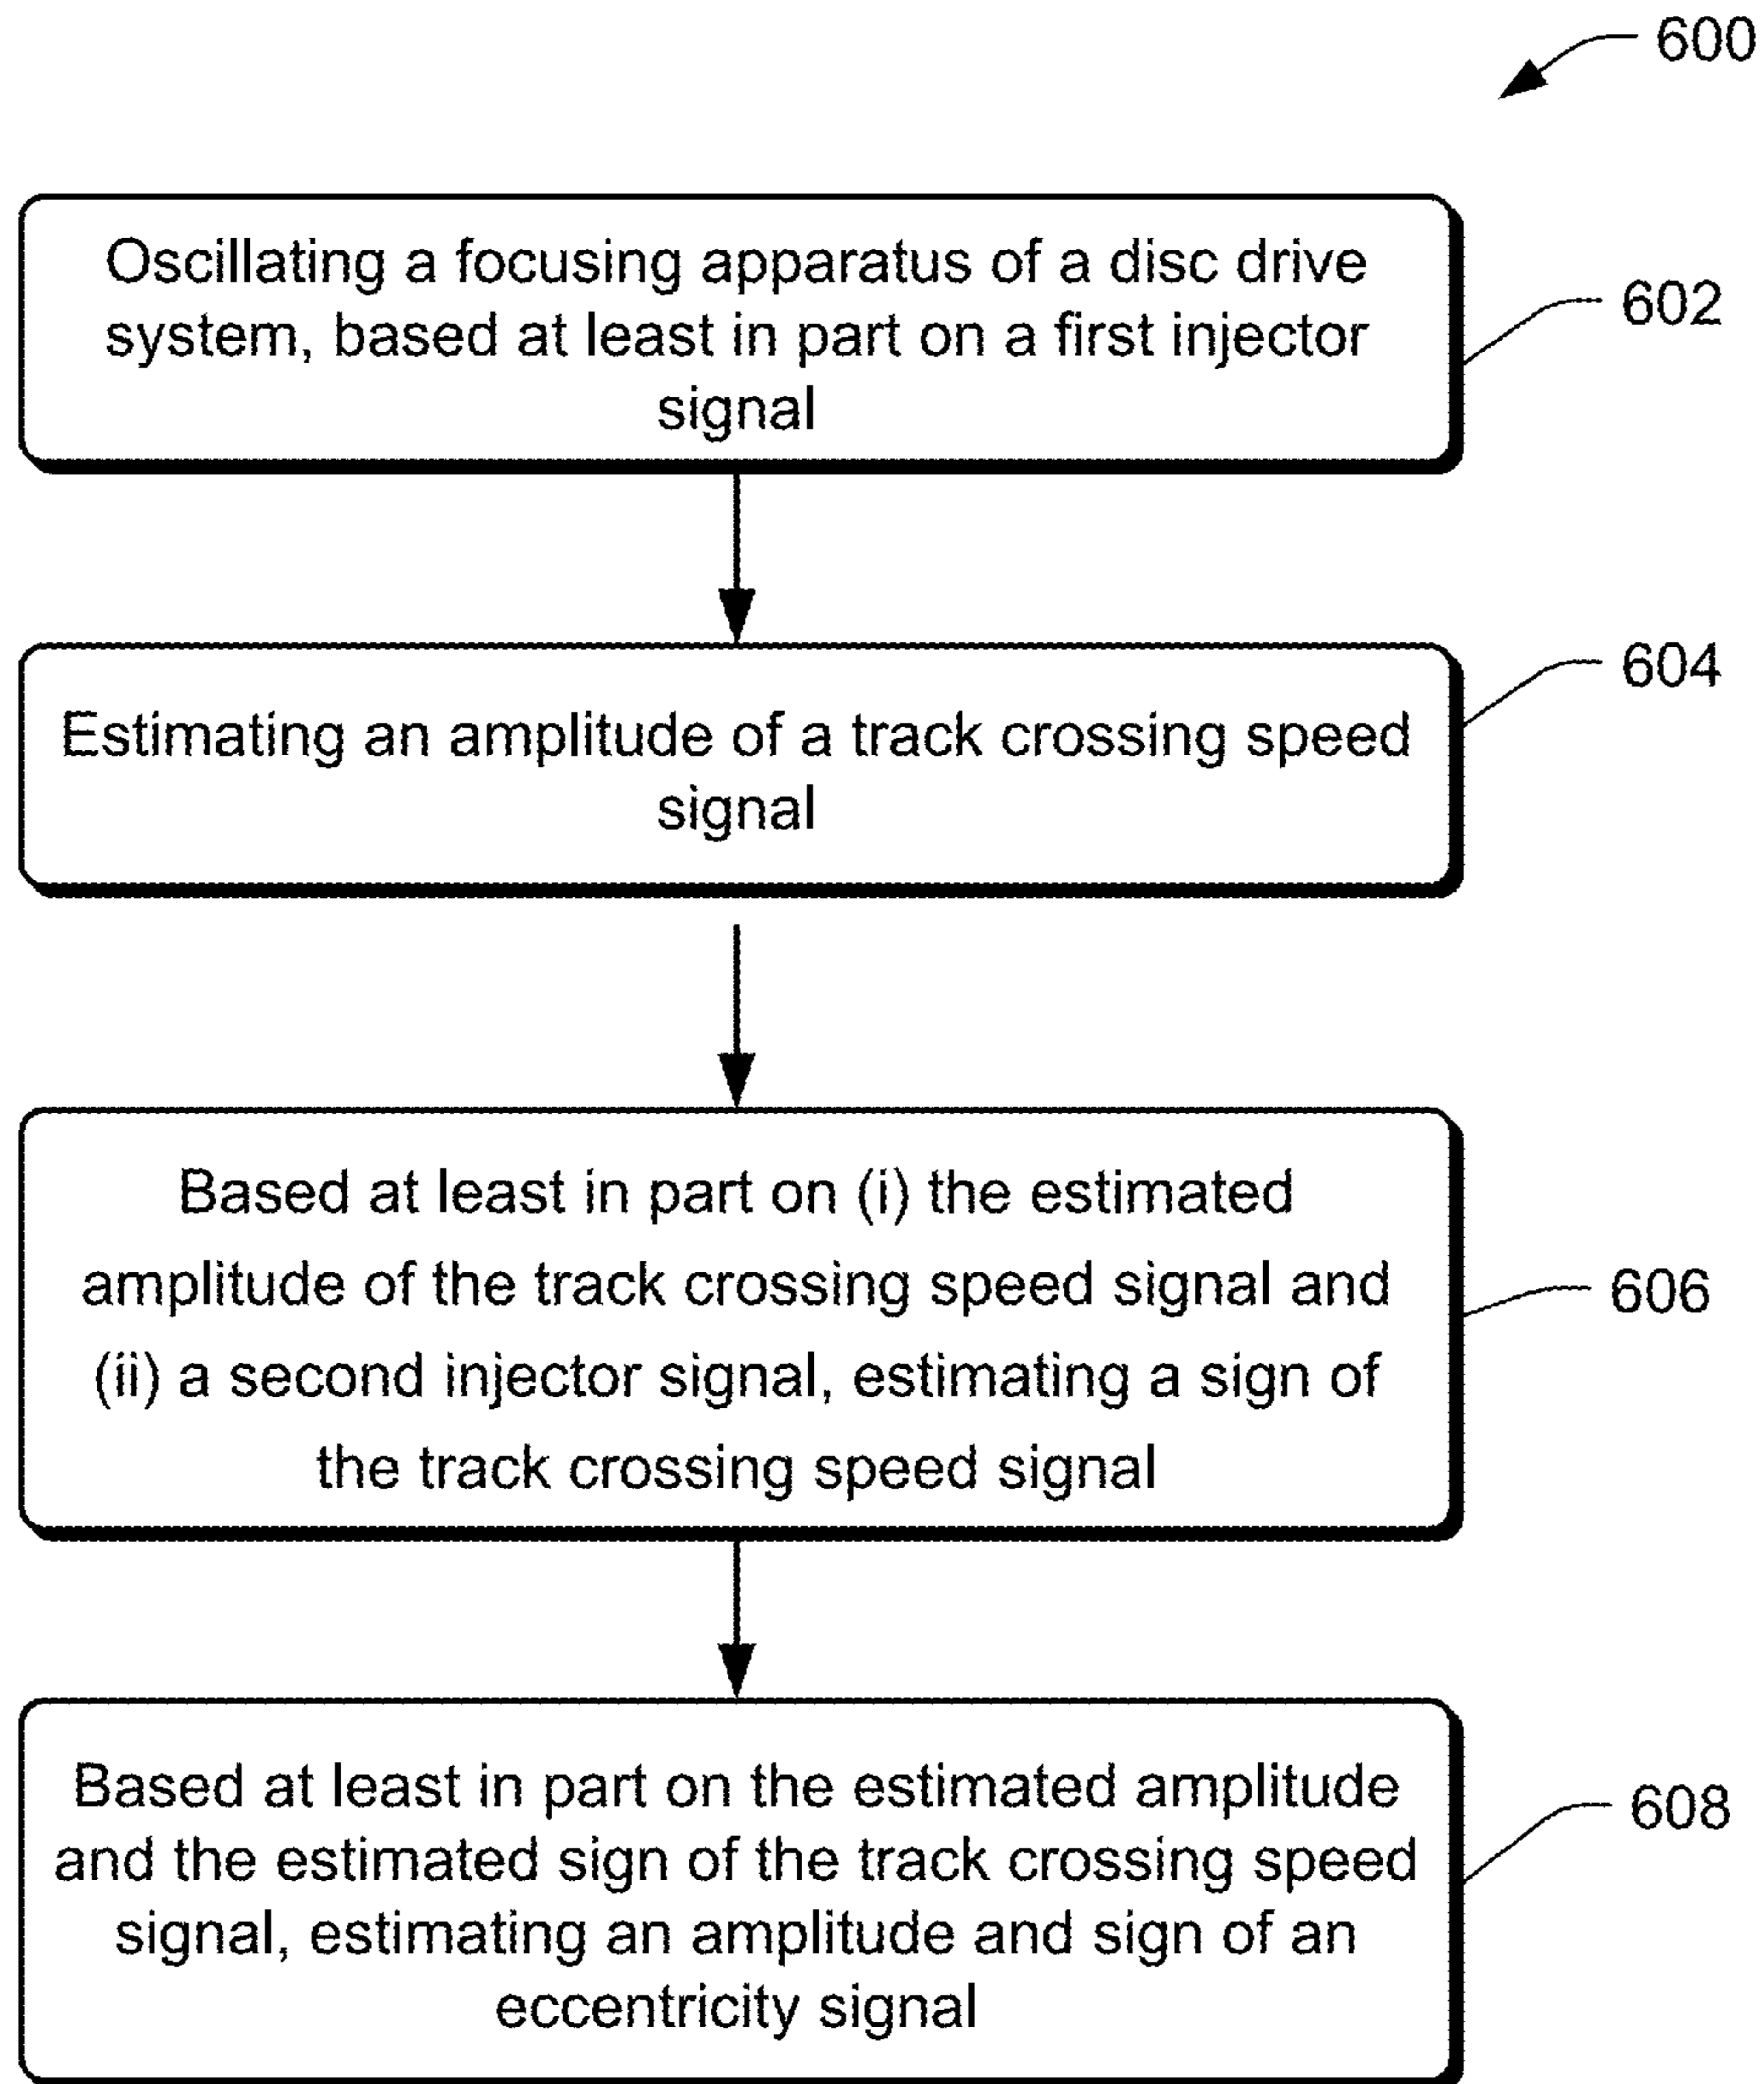 600
Oscillating a focusing apparatus of a disc drive
system, based at least in part on a first injector
signal
602
Estimating an amplitude of a track crossing speed
signal
604
Based at least in part on (i) the estimated
amplitude of the track crossing speed signal and
(ii) a second injector signal, estimating a sign of
the track crossing speed signal
606
Based at least in part on the estimated amplitude
and the estimated sign of the track crossing speed
signal, estimating an amplitude and sign of an
eccentricity signal
608